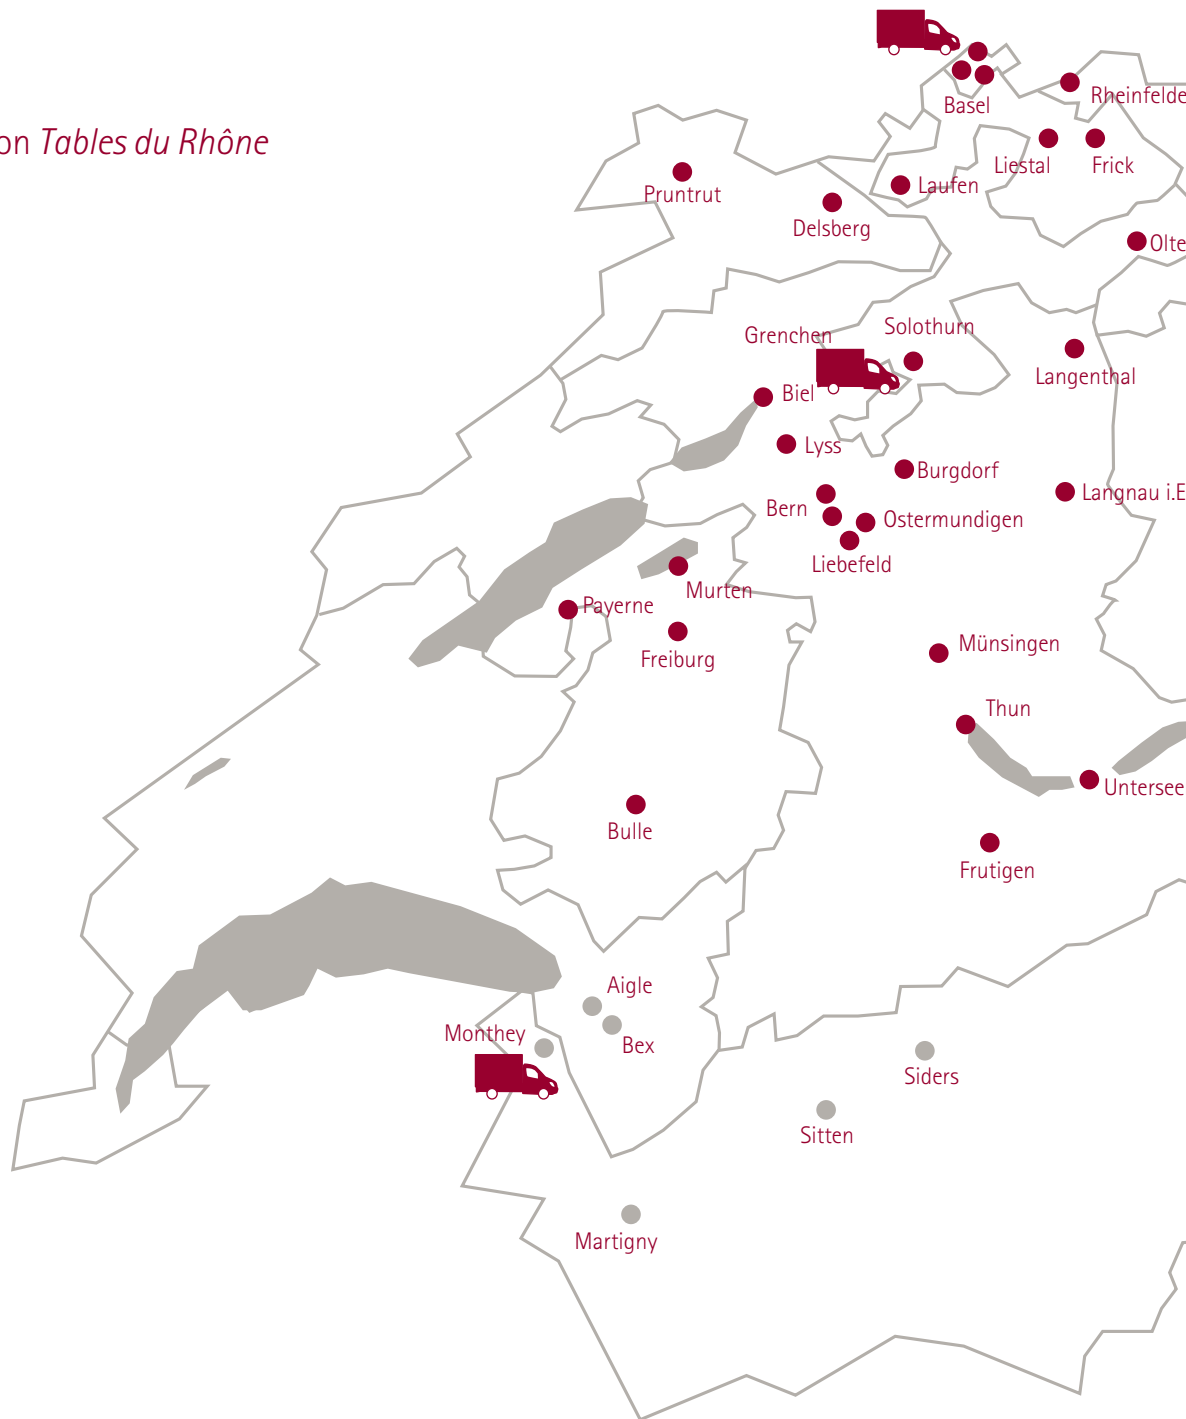 on Tables du Rhône
Basel
Rheinfelde
Liestal
Frick
Pruntrut
Laufen
Delsberg
Olte
Grenchen
Solothurn
Langenthal
Biel
Lyss
Burgdorf
Langnau i.E
Bern
Ostermundigen
Liebefeld
Murten
Payerne
Freiburg
Münsingen
Thun
Untersee
Bulle
Frutigen
Aigle
Monthey
Bex
Siders
Sitten
Martigny